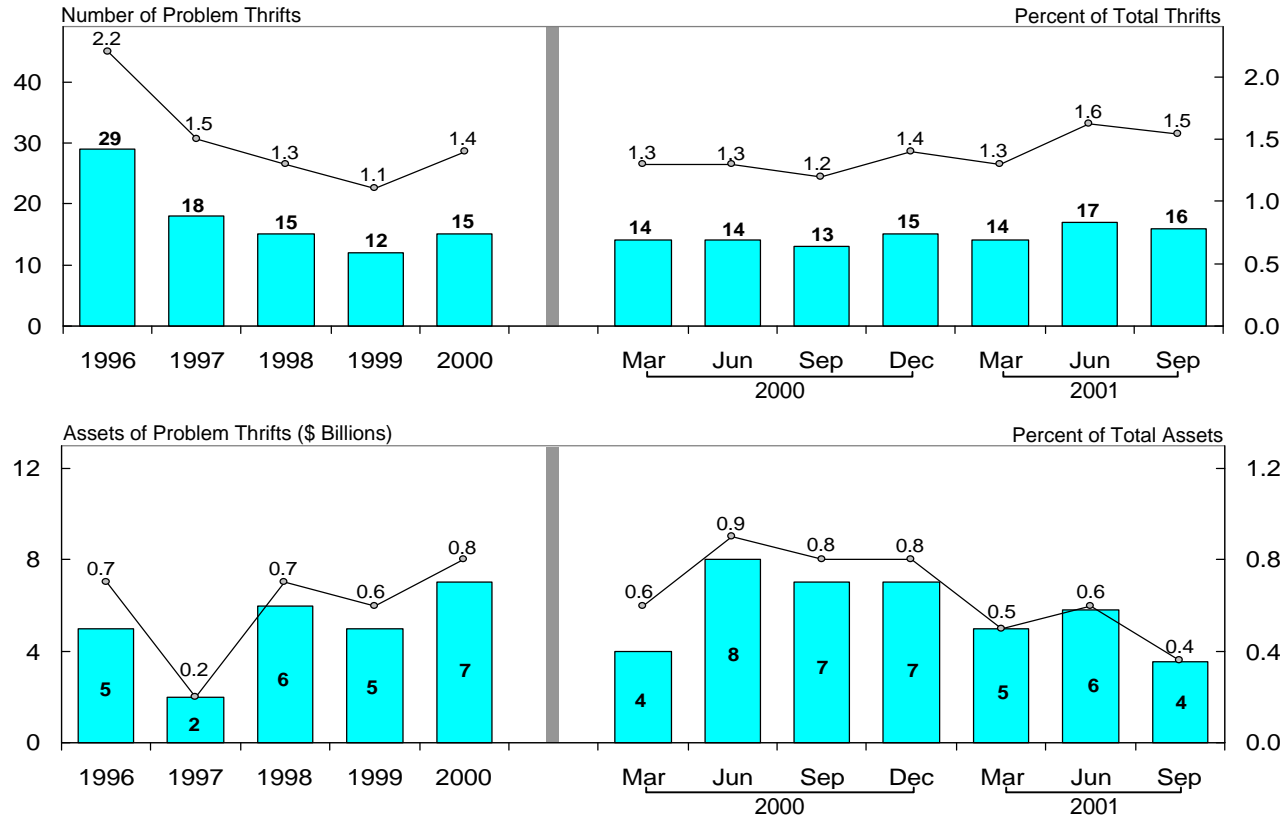 Number of Problem Thrifts Percent of Total Thrifts
2.2
40 2.0
1.6
1.5 1.5
1.4 1.4
30 29 1.3 1.3 1.3 1.2 1.3 1.5
1.1
20 18 1.0
15 12 15 14 14 13 15 14 17 16
10 0.5
0 0.0
1996 1997 1998 1999 2000 Mar Jun Sep Dec Mar Jun Sep
2000 2001
Assets of Problem Thrifts ($ Billions) Percent of Total Assets
12 1.2
0.9
8 0.7 0.7 0.6 0.8 0.6 0.8 0.8 0.8
0.5 0.6
0.2 0.4
4 0.4
5 2 6 5 7 4 8 7 7 5 6 4
0 0.0
1996 1997 1998 1999 2000 Mar Jun Sep Dec Mar Jun Sep
2000 2001